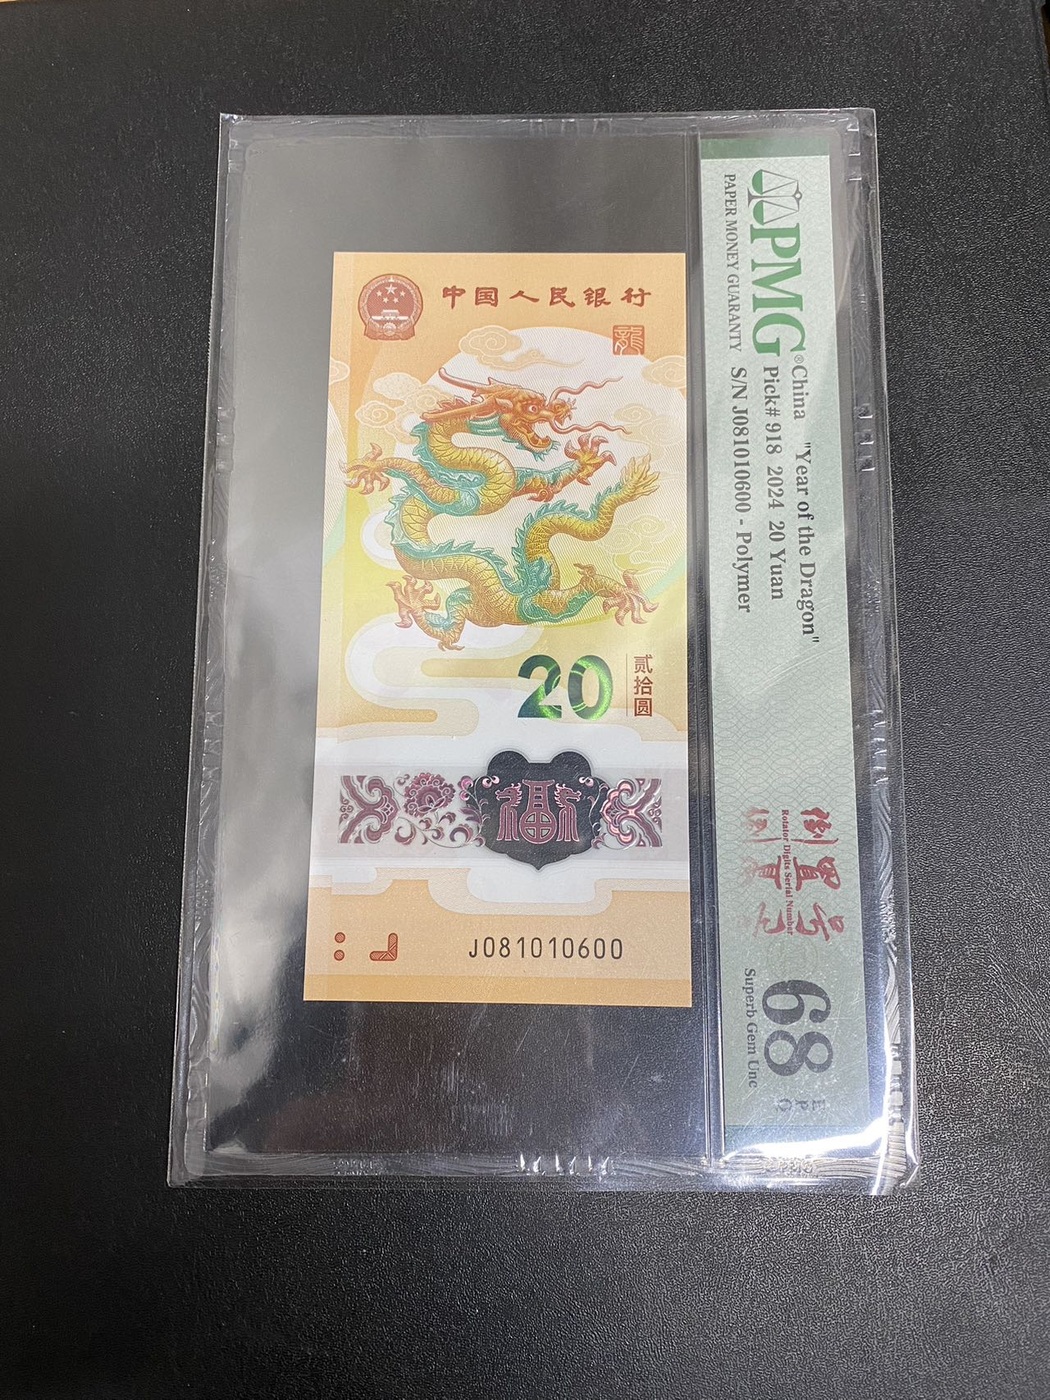 中国人民银行
龍
20
贰拾圆
福
J081010600
PMG®
PAPER MONEY GUARANTY
China "Year of the Dragon"
Pick# 918 2024 20 Yuan
S/N J081010600 - Polymer
倒置号
Rotator Digits Serial Number
68
EPQ
Superb Gem Unc